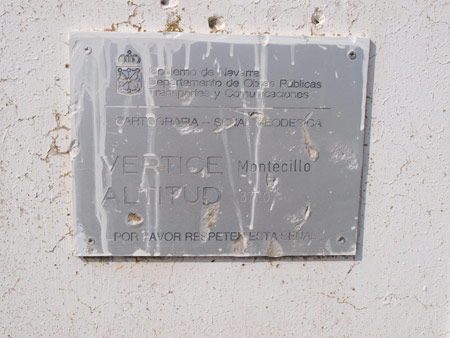 Gobierno de Navarra
Departamento de Obras Públicas
Transportes y Comunicaciones
CARTOGRAFIA – SEÑAL GEODESICA
VERTICE Montecillo
ALTITUD
POR FAVOR RESPETEN ESTA SEÑAL